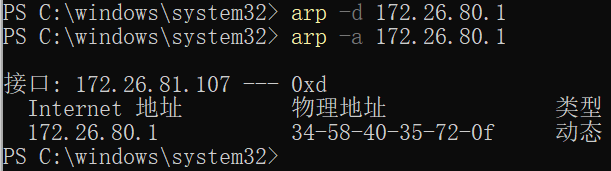 PS C:\windows\system32> arp -d 172.26.80.1
PS C:\windows\system32> arp -a 172.26.80.1
接口: 172.26.81.107 --- 0xd
Internet 地址 物理地址 类型
172.26.80.1 34-58-40-35-72-0f 动态
PS C:\windows\system32>